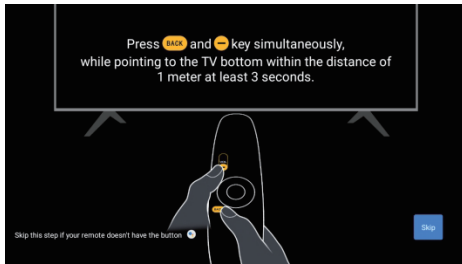 Press BACK and — key simultaneously,
while pointing to the TV bottom within the distance of
1 meter at least 3 seconds.
BACK
Skip this step if your remote doesn't have the button
Skip